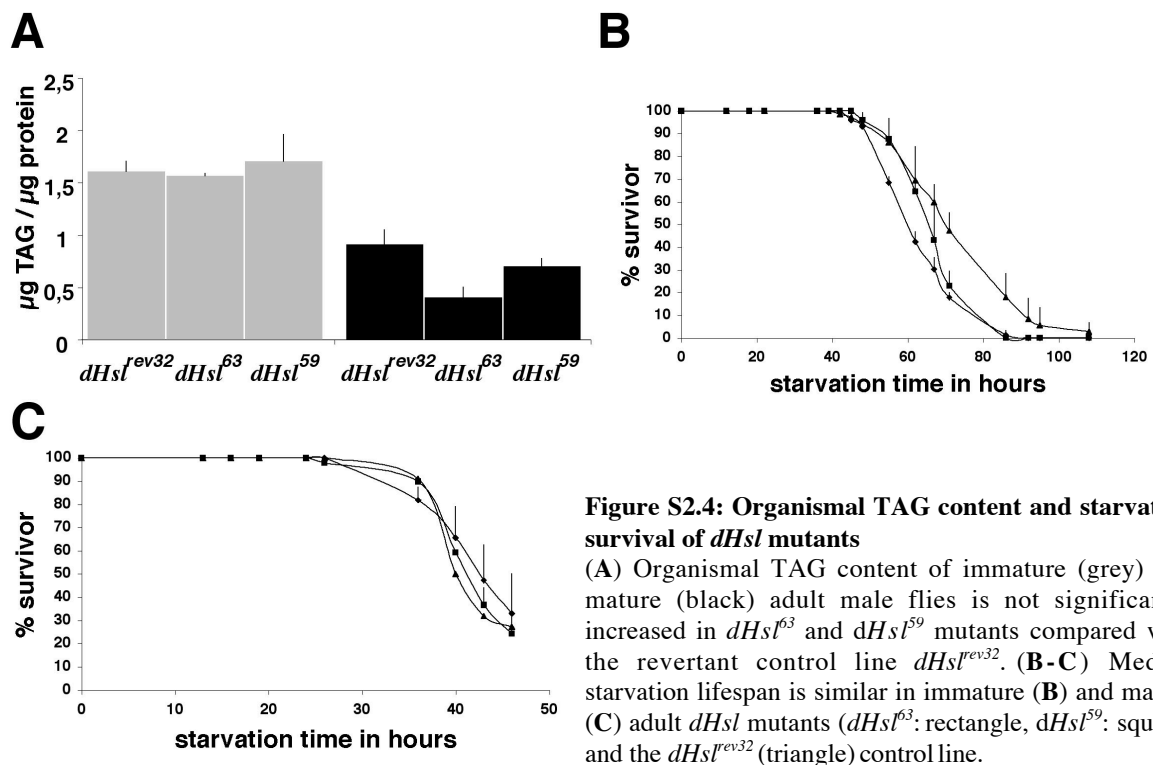 A
2,5
2
1,5
1
0,5
0
µg TAG / µg protein
dHsl^rev32 dHsl^63 dHsl^59 dHsl^rev32 dHsl^63 dHsl^59
B
100
90
80
70
60
50
40
30
20
10
0
% survivor
0 20 40 60 80 100 120
starvation time in hours
C
100
90
80
70
60
50
40
30
20
10
0
% survivor
0 10 20 30 40 50
starvation time in hours
Figure S2.4: Organismal TAG content and starvat
survival of dHsl mutants
(A) Organismal TAG content of immature (grey)
mature (black) adult male flies is not significa
increased in dHsl^63 and dHsl^59 mutants compared w
the revertant control line dHsl^rev32. (B-C) Med
starvation lifespan is similar in immature (B) and ma
(C) adult dHsl mutants (dHsl^63: rectangle, dHsl^59: squ
and the dHsl^rev32 (triangle) control line.